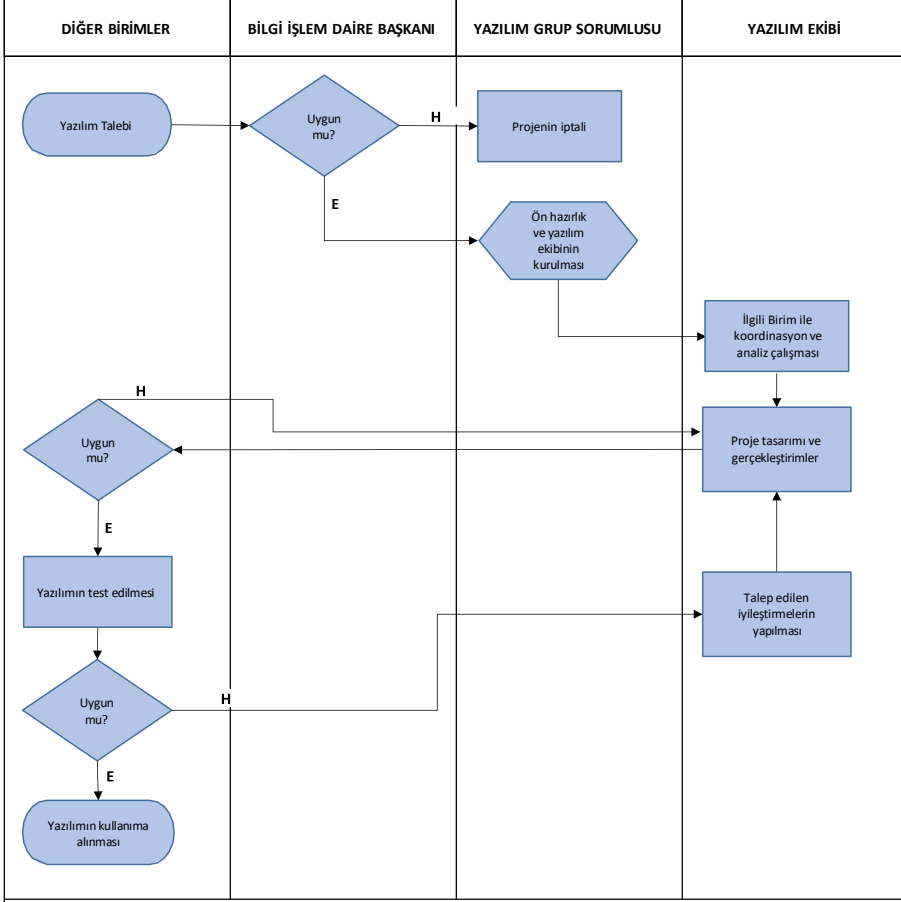 DİĞER BİRİMLER
BİLGİ İŞLEM DAİRE BAŞKANI
YAZILIM GRUP SORUMLUSU
YAZILIM EKİBİ
Yazılım Talebi
Uygun
mu?
H
Projenin iptali
E
Ön hazırlık
ve yazılım
ekibinin
kurulması
İlgili Birim ile
koordinasyon ve
analiz çalışması
H
Uygun
mu?
Proje tasarımı ve
gerçekleştirimler
E
Yazılımın test edilmesi
Talep edilen
iyileştirmelerin
yapılması
Uygun
mu?
H
E
Yazılımın kullanıma
alınması